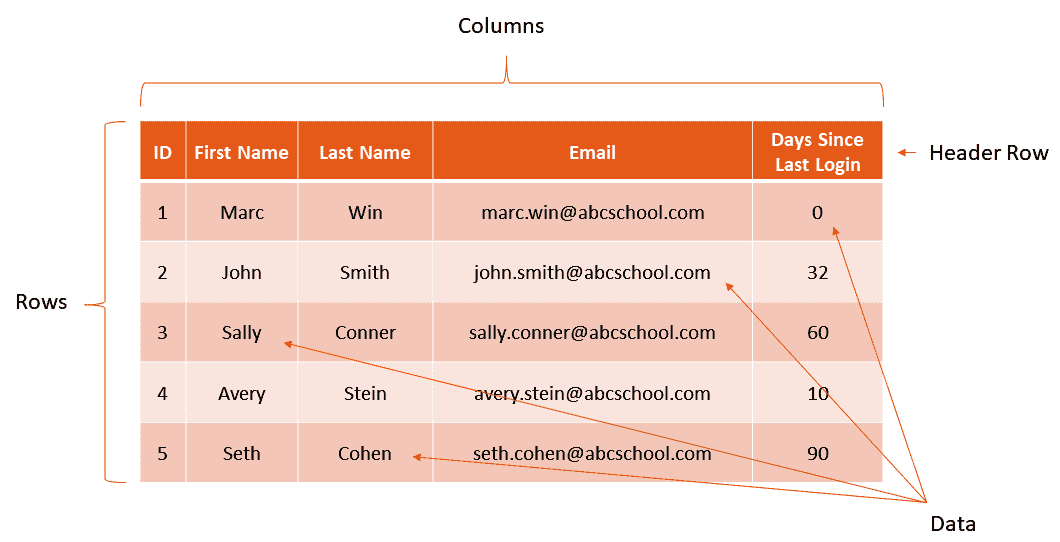 Columns
ID First Name Last Name Email Days Since
Last Login
Header Row
1 Marc Win marc.win@abcschool.com 0
2 John Smith john.smith@abcschool.com 32
Rows
3 Sally Conner sally.conner@abcschool.com 60
4 Avery Stein avery.stein@abcschool.com 10
5 Seth Cohen seth.cohen@abcschool.com 90
Data